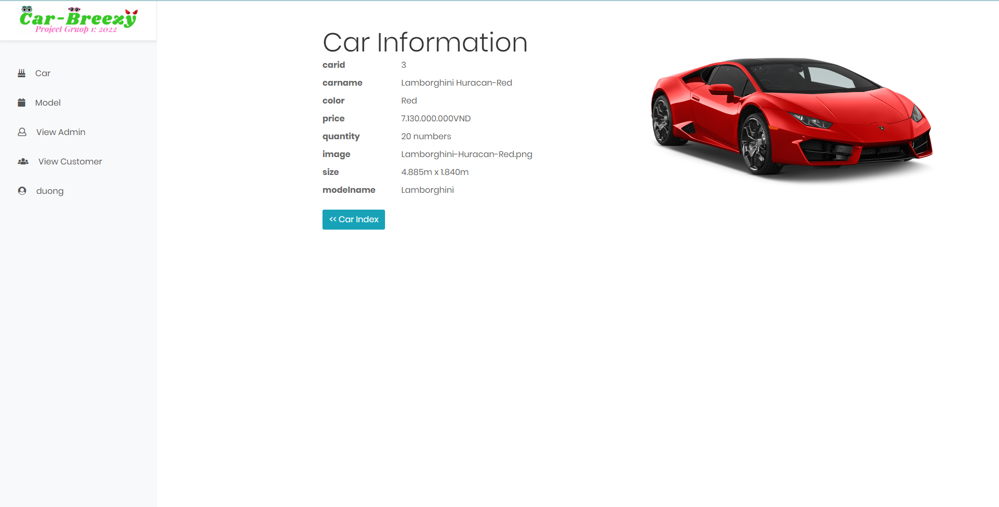 Car-Breezy
Project Gruop 1: 2022
Car
Model
View Admin
View Customer
duong
Car Information
carid 3
carname Lamborghini Huracan-Red
color Red
price 7.130.000.000VND
quantity 20 numbers
image Lamborghini-Huracan-Red.png
size 4.885m x 1.840m
modelname Lamborghini
<< Car Index